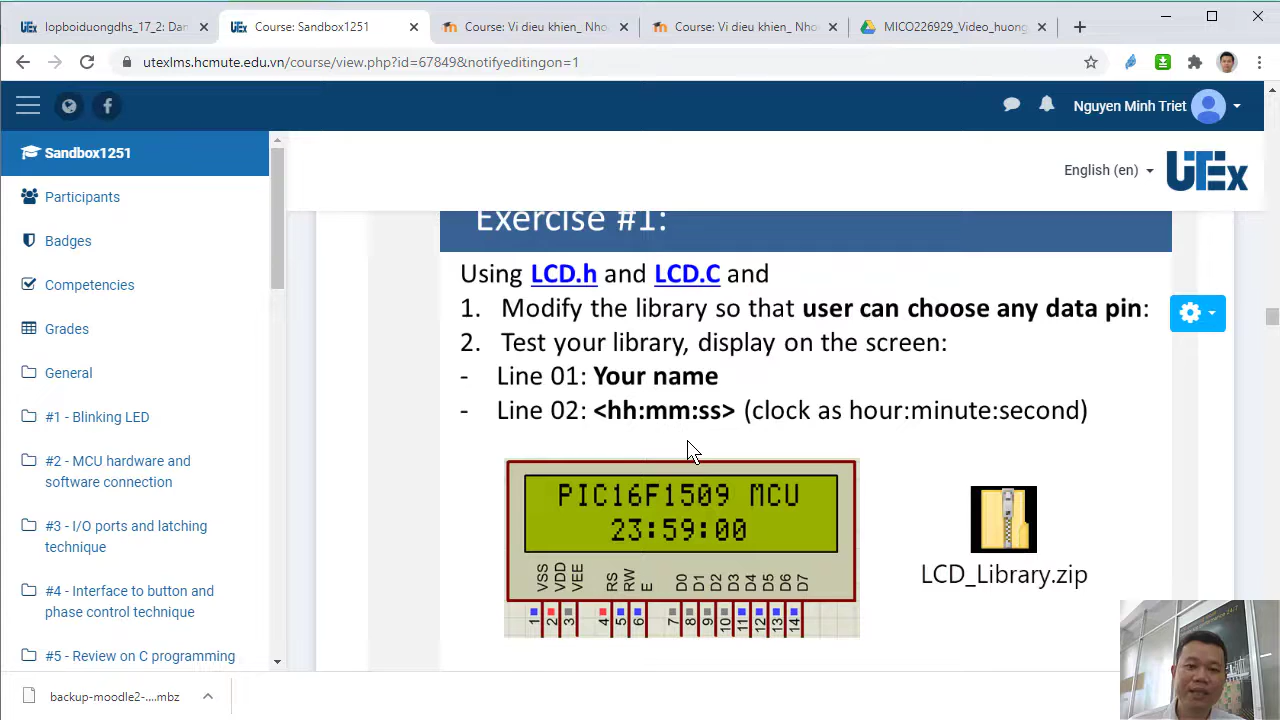 lopboiduongdhs_17_2: Dan
Course: Sandbox1251
Course: Vi dieu khien_ Nho
Course: Vi dieu khien_ Nho
MICO226929_Video_huong
utexlms.hcmute.edu.vn/course/view.php?id=6784&notifyeditingon=1
Nguyen Minh Triet
Sandbox1251
English (en)
UTEx
Participants
Badges
Competencies
Grades
General
#1 - Blinking LED
#2 - MCU hardware and
software connection
#3 - I/O ports and latching
technique
#4 - Interface to button and
phase control technique
#5 - Review on C programming
Exercise #1:
Using LCD.h and LCD.C and
1. Modify the library so that user can choose any data pin:
2. Test your library, display on the screen:
- Line 01: Your name
- Line 02: <hh:mm:ss> (clock as hour:minute:second)
PIC16F1509 MCU
23:59:00
VSS VDD VEE RS RW E D0 D1 D2 D3 D4 D5 D6 D7
1 2 3 4 5 6 7 8 9 10 11 12 13 14
LCD_Library.zip
backup-moodle2-....mbz